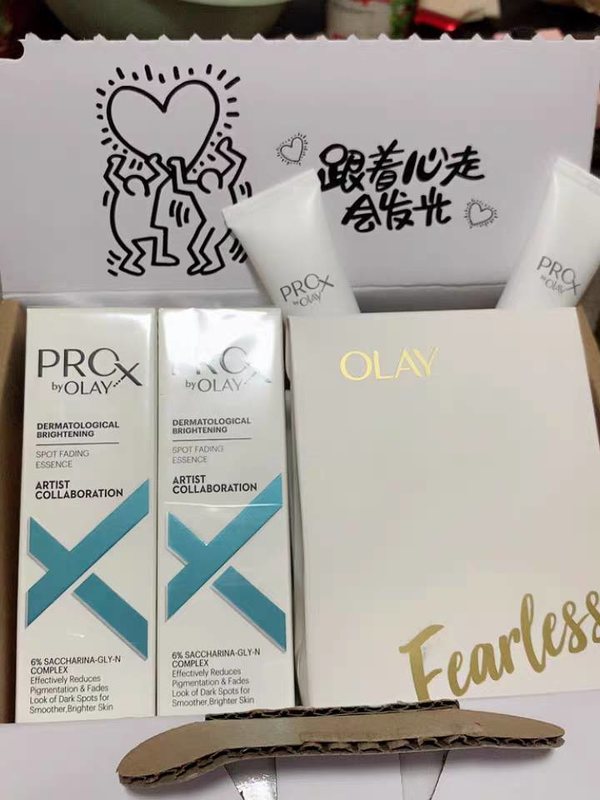 跟着心走
会发光
PROX
by OLAY
PROX
by OLAY
PROX
by OLAY
DERMATOLOGICAL
BRIGHTENING
SPOT FADING
ESSENCE
ARTIST
COLLABORATION
6% SACCHARINA-GLY-N
COMPLEX
Effectively Reduces
Pigmentation & Fades
Look of Dark Spots for
Smoother,Brighter Skin
PROX
by OLAY
DERMATOLOGICAL
BRIGHTENING
SPOT FADING
ESSENCE
ARTIST
COLLABORATION
6% SACCHARINA-GLY-N
COMPLEX
Effectively Reduces
Pigmentation & Fades
Look of Dark Spots for
Smoother,Brighter Skin
OLAY
Fearless